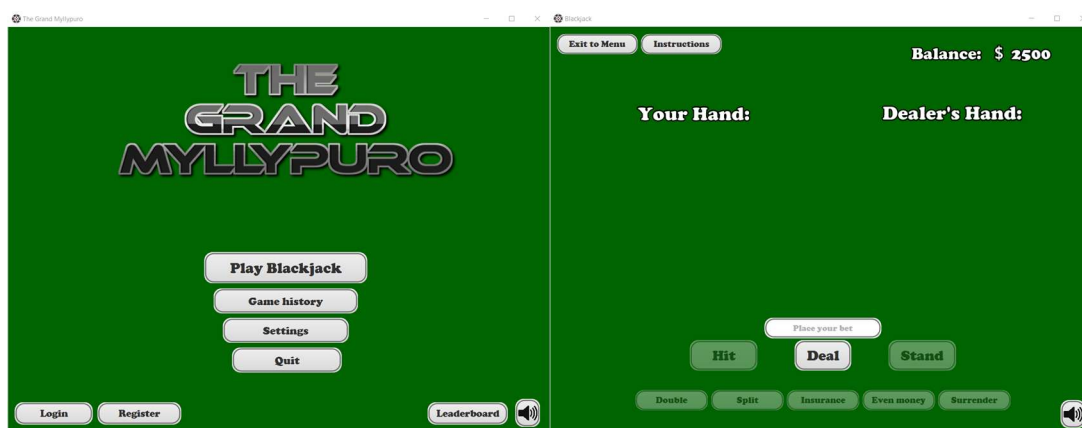 The Grand Myllypuro
THE
GRAND
MYLLYPURO
Play Blackjack
Game history
Settings
Quit
Login
Register
Leaderboard
Blackjack
Exit to Menu
Instructions
Balance: $ 2500
Your Hand:
Dealer's Hand:
Place your bet
Hit
Deal
Stand
Double
Split
Insurance
Even money
Surrender